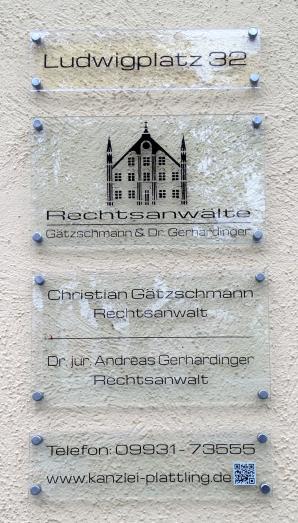 Ludwigplatz 32
Rechtsanwälte
Gätzschmann & Dr. Gerhardinger
Christian Gätzschmann
Rechtsanwalt
Dr. jur. Andreas Gerhardinger
Rechtsanwalt
Telefon: 09931 - 73555
www.kanzlei-plattling.de